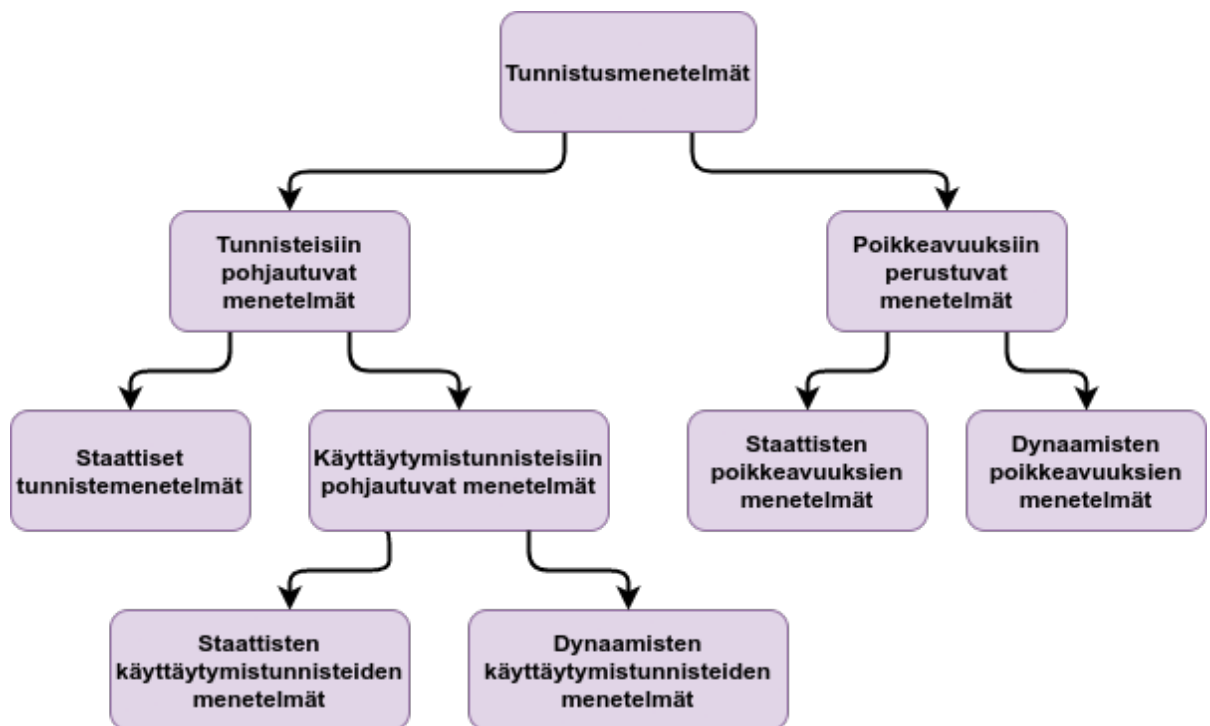 Tunnistusmenetelmät
Tunnisteisiin
pohjautuvat
menetelmät
Poikkeavuuksiin
perustuvat
menetelmät
Staattiset
tunnistemenetelmät
Käyttäytymistunnisteisiin
pohjautuvat menetelmät
Staattisten
poikkeavuuksien
menetelmät
Dynaamisten
poikkeavuuksien
menetelmät
Staattisten
käyttäytymistunnisteiden
menetelmät
Dynaamisten
käyttäytymistunnisteiden
menetelmät